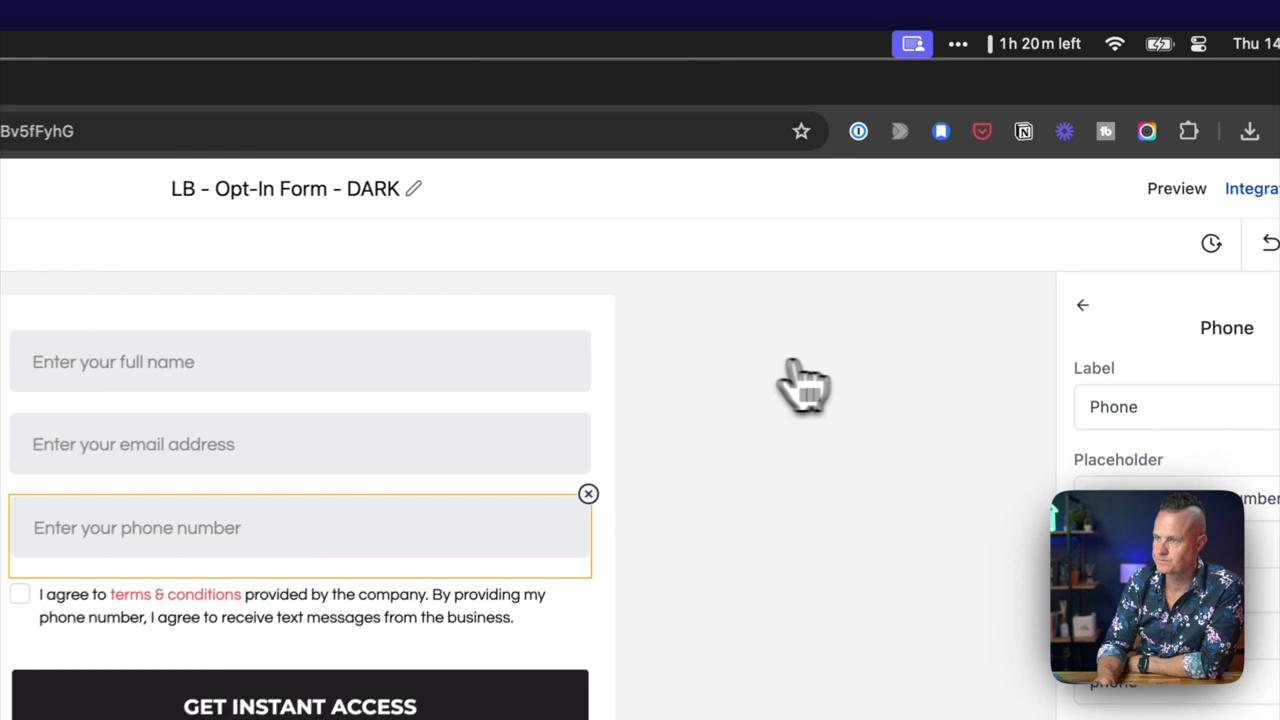 1h 20m left
Thu 14
Bv5fFyhG
LB - Opt-In Form - DARK
Preview
Integra
Phone
Label
Phone
Placeholder
umber
Enter your full name
Enter your email address
Enter your phone number
I agree to terms & conditions provided by the company. By providing my
phone number, I agree to receive text messages from the business.
GET INSTANT ACCESS
phone